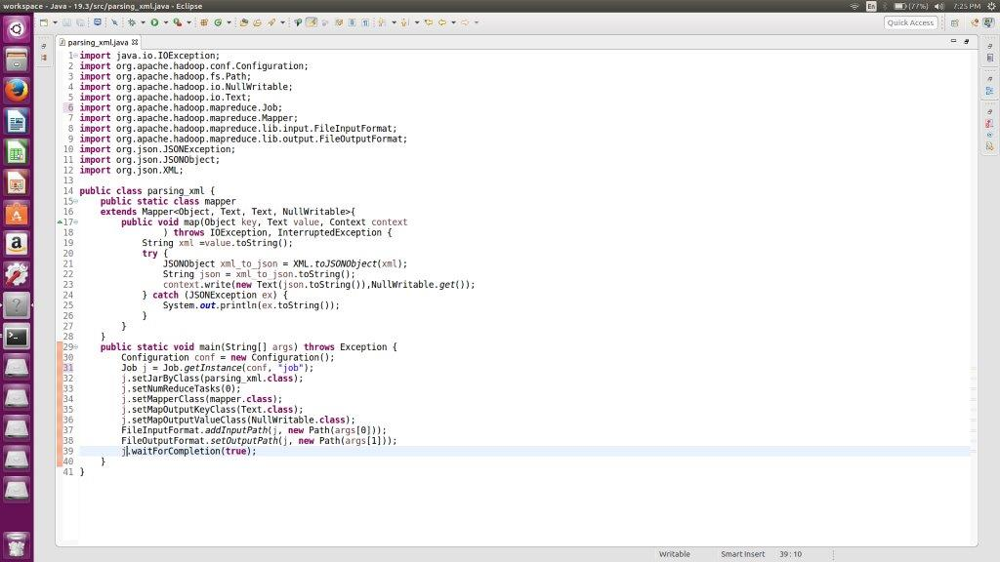 workspace - Java - 19.3/src/parsing_xml.java - Eclipse
En
(77%)
7:25 PM
Quick Access
parsing_xml.java
1 import java.io.IOException;
2 import org.apache.hadoop.conf.Configuration;
3 import org.apache.hadoop.fs.Path;
4 import org.apache.hadoop.io.NullWritable;
5 import org.apache.hadoop.io.Text;
6 import org.apache.hadoop.mapreduce.Job;
7 import org.apache.hadoop.mapreduce.Mapper;
8 import org.apache.hadoop.mapreduce.lib.input.FileInputFormat;
9 import org.apache.hadoop.mapreduce.lib.output.FileOutputFormat;
10 import org.json.JSONException;
11 import org.json.JSONObject;
12 import org.json.XML;
13
14 public class parsing_xml {
15 public static class mapper
16 extends Mapper<Object, Text, Text, NullWritable>{
17 public void map(Object key, Text value, Context context
18 ) throws IOException, InterruptedException {
19 String xml =value.toString();
20 try {
21 JSONObject xml_to_json = XML.toJSONObject(xml);
22 String json = xml_to_json.toString();
23 context.write(new Text(json.toString()),NullWritable.get());
24 } catch (JSONException ex) {
25 System.out.println(ex.toString());
26 }
27 }
28 }
29 public static void main(String[] args) throws Exception {
30 Configuration conf = new Configuration();
31 Job j = Job.getInstance(conf, "job");
32 j.setJarByClass(parsing_xml.class);
33 j.setNumReduceTasks(0);
34 j.setMapperClass(mapper.class);
35 j.setMapOutputKeyClass(Text.class);
36 j.setMapOutputValueClass(NullWritable.class);
37 FileInputFormat.addInputPath(j, new Path(args[0]));
38 FileOutputFormat.setOutputPath(j, new Path(args[1]));
39 j.waitForCompletion(true);
40 }
41 }
Writable
Smart Insert
39 : 10